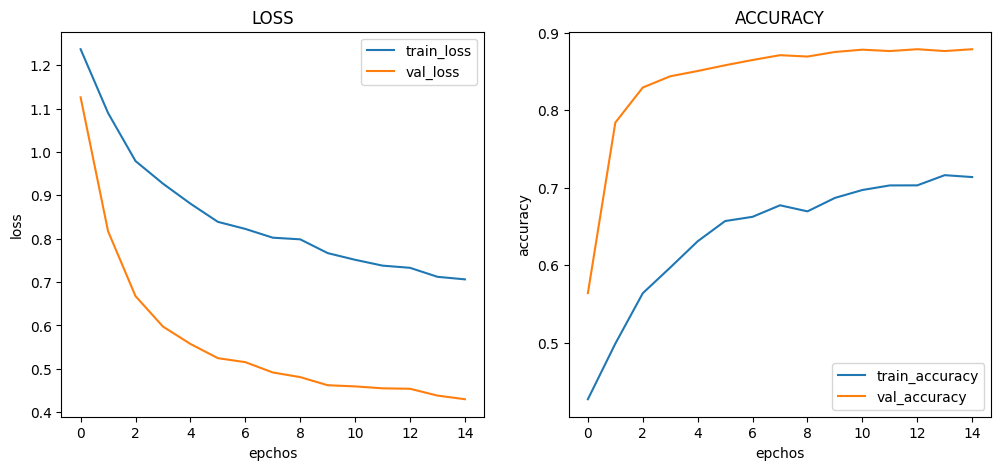 LOSS
1.2
1.1
1.0
0.9
0.8
0.7
0.6
0.5
0.4
loss
0 2 4 6 8 10 12 14
epchos
train_loss
val_loss
ACCURACY
0.9
0.8
0.7
0.6
0.5
accuracy
0 2 4 6 8 10 12 14
epchos
train_accuracy
val_accuracy